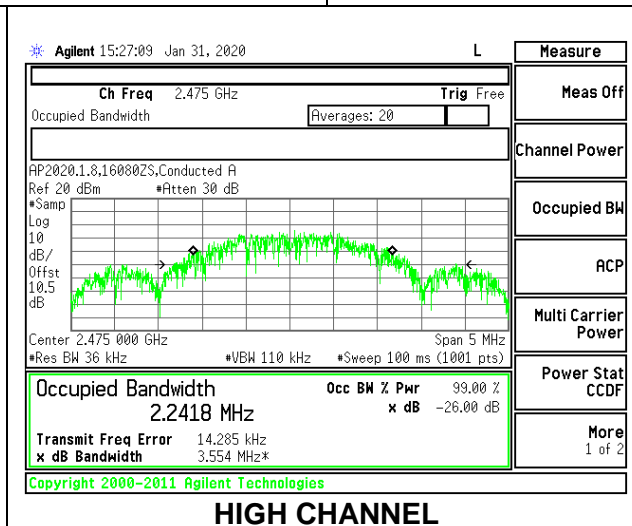 Agilent 15:27:09 Jan 31, 2020 L
Measure
Ch Freq 2.475 GHz Trig Free
Meas Off
Occupied Bandwidth Averages: 20
Channel Power
AP2020.1.8,16080ZS,Conducted A
Ref 20 dBm #Atten 30 dB
#Samp
Log
10
dB/
Offst
10.5
dB
Occupied BW
ACP
Center 2.475 000 GHz Span 5 MHz
#Res BW 36 kHz #VBW 110 kHz #Sweep 100 ms (1001 pts)
Multi Carrier
Power
Occupied Bandwidth Occ BW % Pwr 99.00 %
2.2418 MHz x dB -26.00 dB
Power Stat
CCDF
Transmit Freq Error 14.285 kHz
x dB Bandwidth 3.554 MHz*
More
1 of 2
Copyright 2000-2011 Agilent Technologies
HIGH CHANNEL